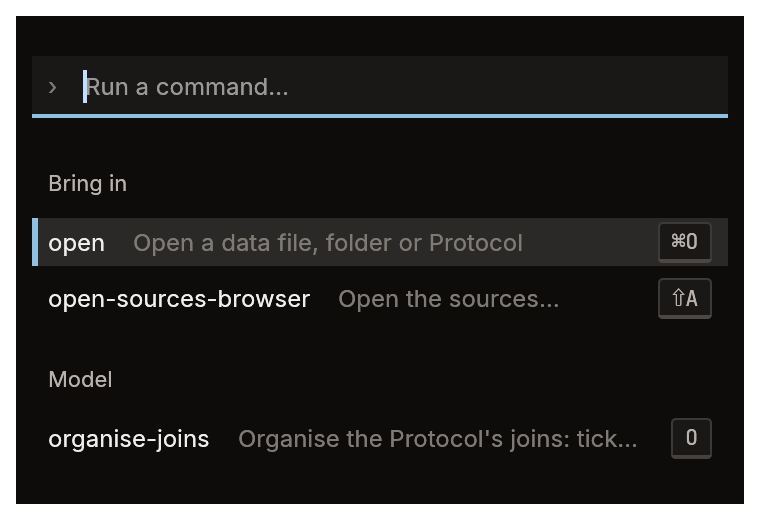 › Run a command...
Bring in
open Open a data file, folder or Protocol ⌘O
open-sources-browser Open the sources... ⇧A
Model
organise-joins Organise the Protocol's joins: tick... O